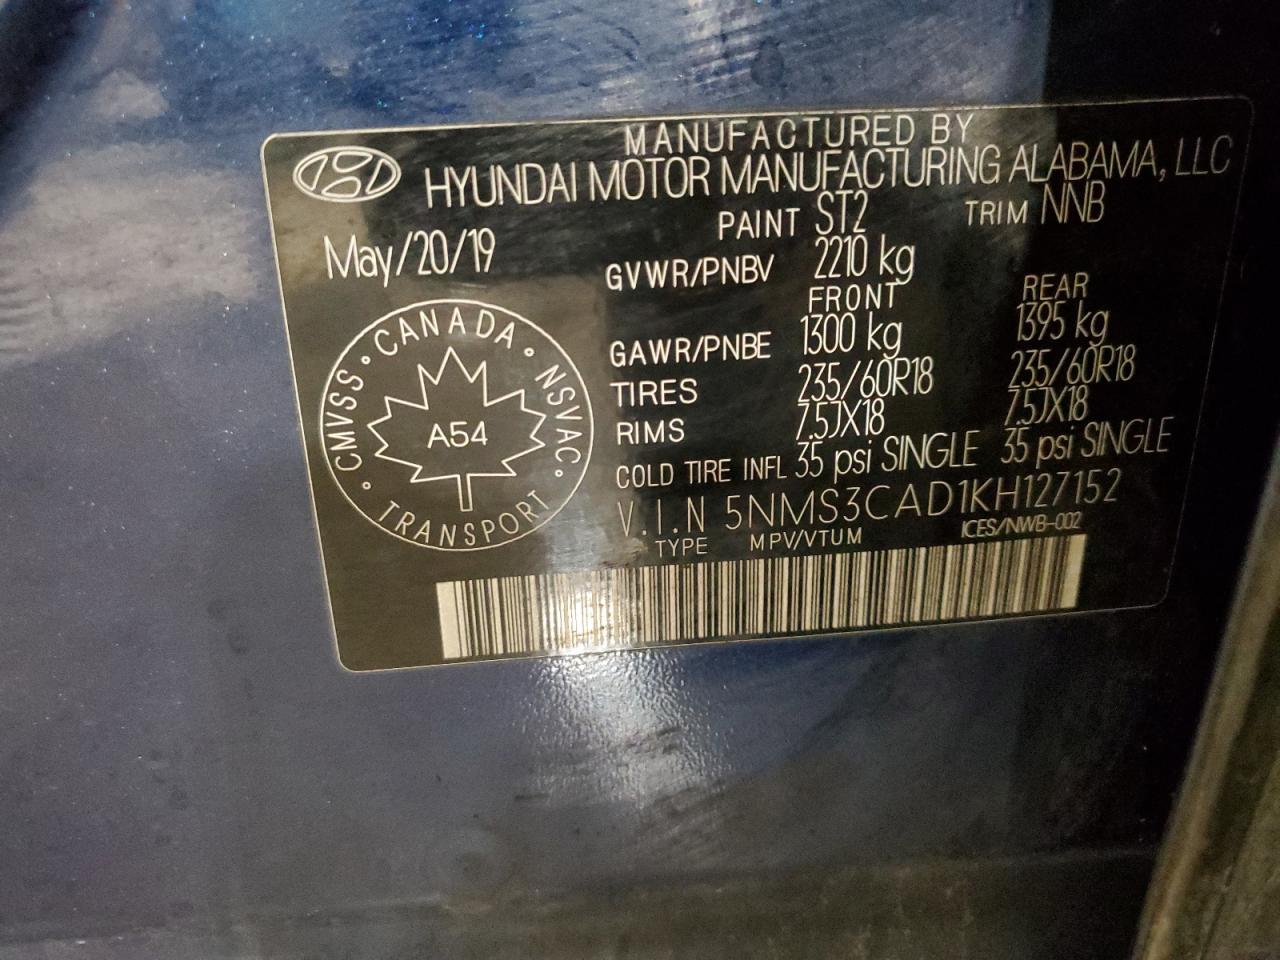 MANUFACTURED BY
HYUNDAI MOTOR MANUFACTURING ALABAMA, LLC
PAINT ST2 TRIM NNB
May/20/19
GVWR/PNBV 2210 kg
FRONT REAR
GAWR/PNBE 1300 kg 1395 kg
TIRES 235/60R18 235/60R18
RIMS 7.5JX18 7.5JX18
COLD TIRE INFL 35 psi SINGLE 35 psi SINGLE
V.I.N 5NMS3CAD1KH127152
TYPE MPV/VTUM ICES/NWB-002
CANADA
CMVSS NSVAC
A54
TRANSPORT